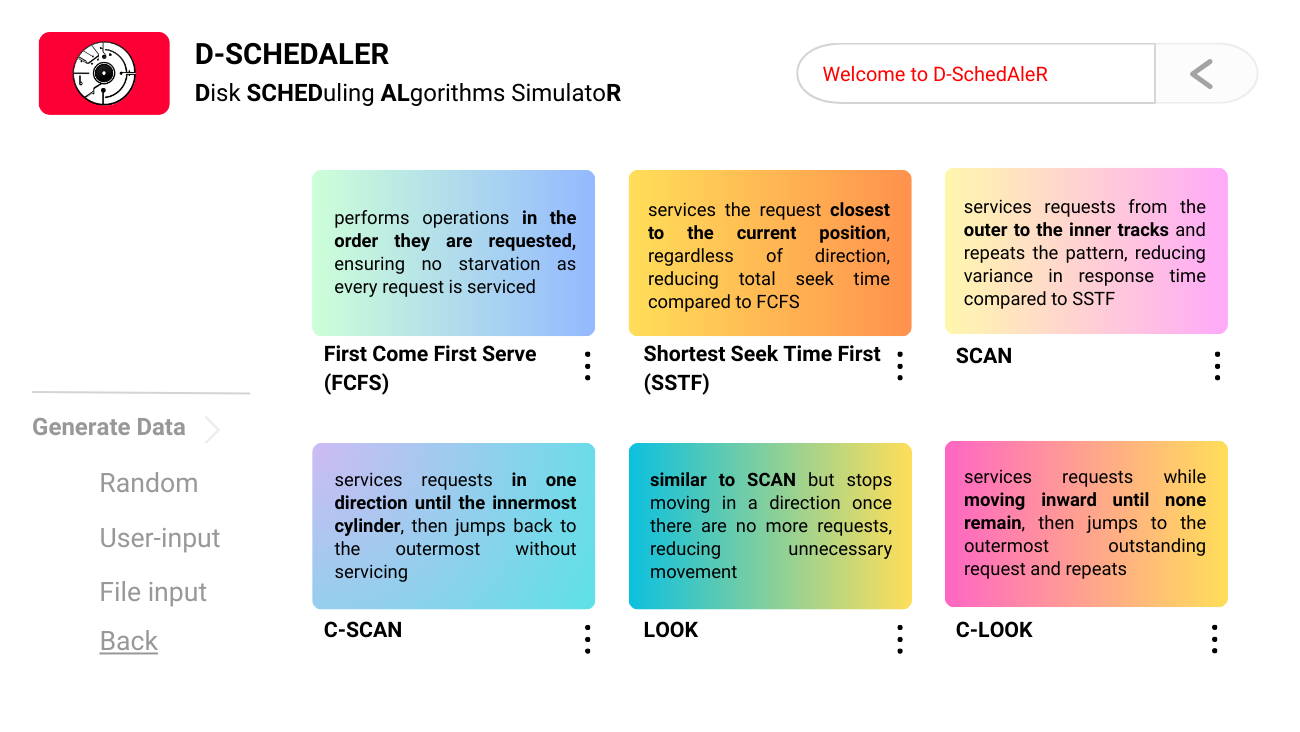 D-SCHEDALER
Disk SCHEDuling ALgorithms SimulatoR
Welcome to D-SchedAleR
performs operations in the
order they are requested,
ensuring no starvation as
every request is serviced
First Come First Serve
(FCFS)
services the request closest
to the current position,
regardless of direction,
reducing total seek time
compared to FCFS
Shortest Seek Time First
(SSTF)
services requests from the
outer to the inner tracks and
repeats the pattern, reducing
variance in response time
compared to SSTF
SCAN
Generate Data
Random
User-input
File input
Back
services requests in one
direction until the innermost
cylinder, then jumps back to
the outermost without
servicing
C-SCAN
similar to SCAN but stops
moving in a direction once
there are no more requests,
reducing unnecessary
movement
LOOK
services requests while
moving inward until none
remain, then jumps to the
outermost outstanding
request and repeats
C-LOOK